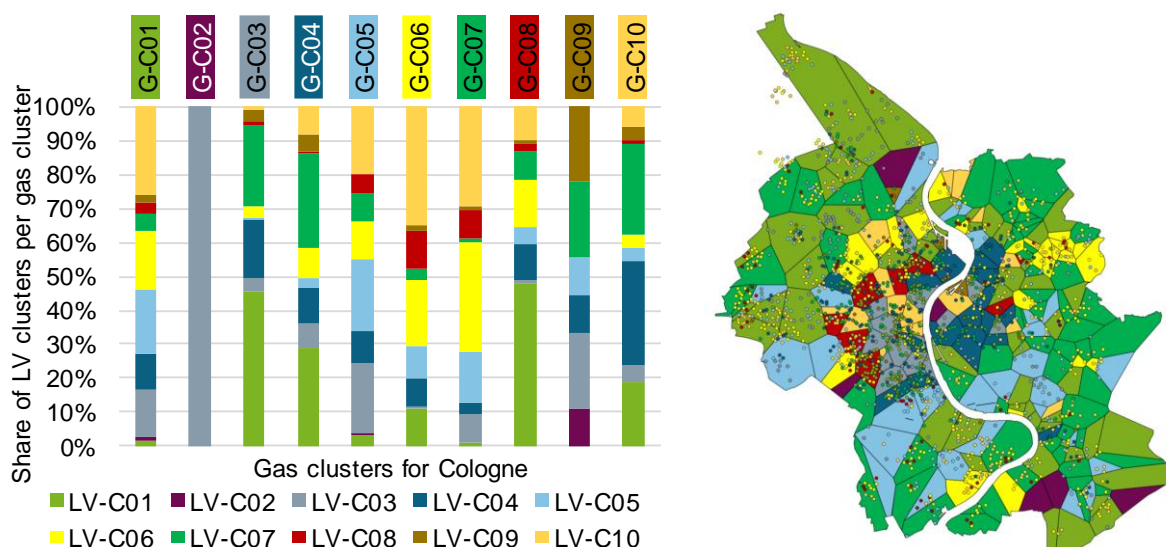 G-C01 G-C02 G-C03 G-C04 G-C05 G-C06 G-C07 G-C08 G-C09 G-C10
Share of LV clusters per gas cluster
100%
90%
80%
70%
60%
50%
40%
30%
20%
10%
0%
Gas clusters for Cologne
LV-C01 LV-C02 LV-C03 LV-C04 LV-C05
LV-C06 LV-C07 LV-C08 LV-C09 LV-C10